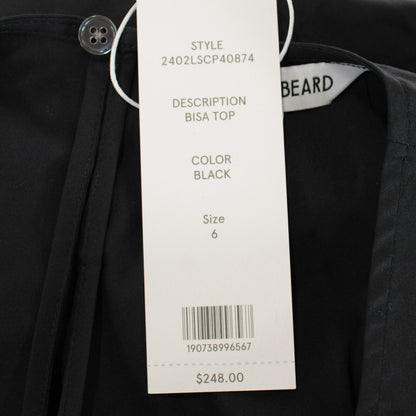 STYLE
2402LSCP40874
DESCRIPTION
BISA TOP
COLOR
BLACK
Size
6
190738996567
$248.00
BEARD